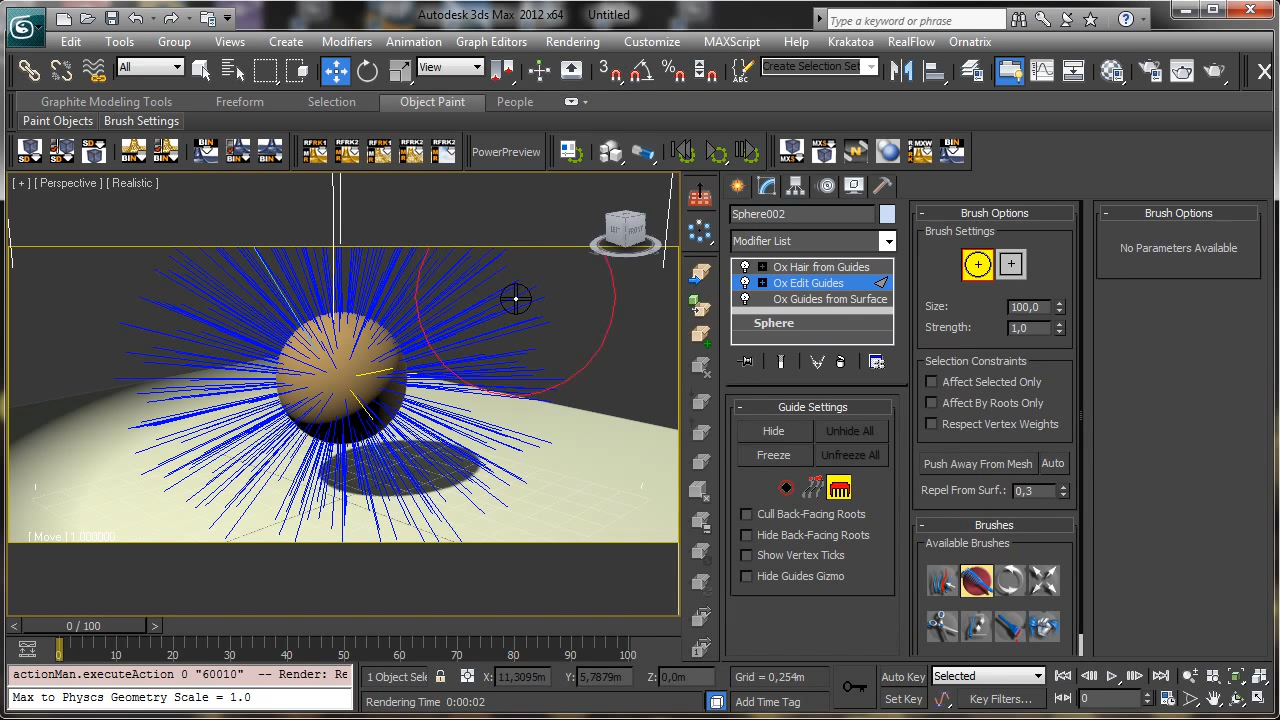 Autodesk 3ds Max 2012 x64 Untitled
Type a keyword or phrase
Edit Tools Group Views Create Modifiers Animation Graph Editors Rendering Customize MAXScript Help Krakatoa RealFlow Ornatrix
All View Create Selection Set
Graphite Modeling Tools Freeform Selection Object Paint People
Paint Objects Brush Settings
PowerPreview
[ + ] [ Perspective ] [ Realistic ]
Sphere002
Modifier List
Ox Hair from Guides
Ox Edit Guides
Ox Guides from Surface
Sphere
- Guide Settings
Hide Unhide All
Freeze Unfreeze All
Cull Back-Facing Roots
Hide Back-Facing Roots
Show Vertex Ticks
Hide Guides Gizmo
- Brush Options
Brush Settings
Size: 100,0
Strength: 1,0
Selection Constraints
Affect Selected Only
Affect By Roots Only
Respect Vertex Weights
Push Away From Mesh Auto
Repel From Surf.: 0,3
- Brushes
Available Brushes
- Brush Options
No Parameters Available
[ Move ] 1.000000
< 0 / 100 >
0 10 20 30 40 50 60 70 80 90 100
actionMan.executeAction 0 "60010" -- Render: Re
Max to Physcs Geometry Scale = 1.0
1 Object Sele X: 11,3095m Y: 5,7879m Z: 0,0m Grid = 0,254m
Rendering Time 0:00:02 Add Time Tag
Auto Key Selected
Set Key Key Filters... 0